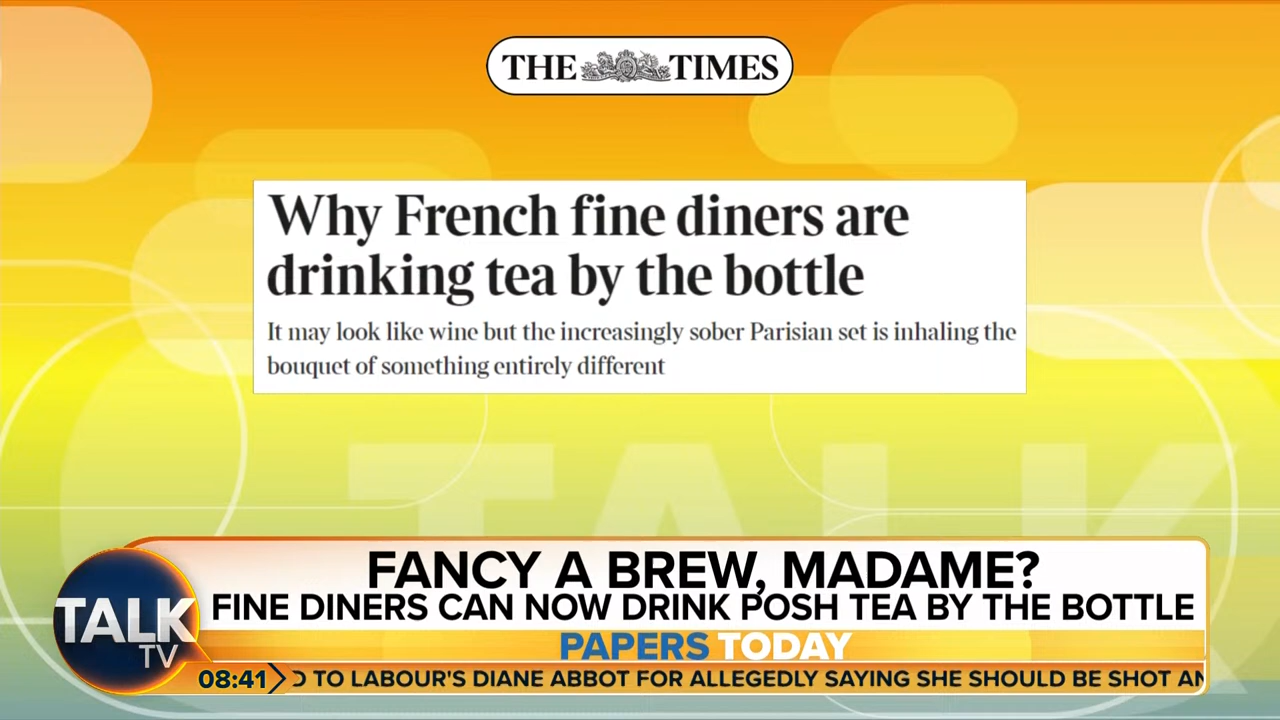 THE TIMES
Why French fine diners are
drinking tea by the bottle
It may look like wine but the increasingly sober Parisian set is inhaling the
bouquet of something entirely different
TALK
FANCY A BREW, MADAME?
FINE DINERS CAN NOW DRINK POSH TEA BY THE BOTTLE
TALK
TV
PAPERS TODAY
08:41
TO LABOUR'S DIANE ABBOT FOR ALLEGEDLY SAYING SHE SHOULD BE SHOT